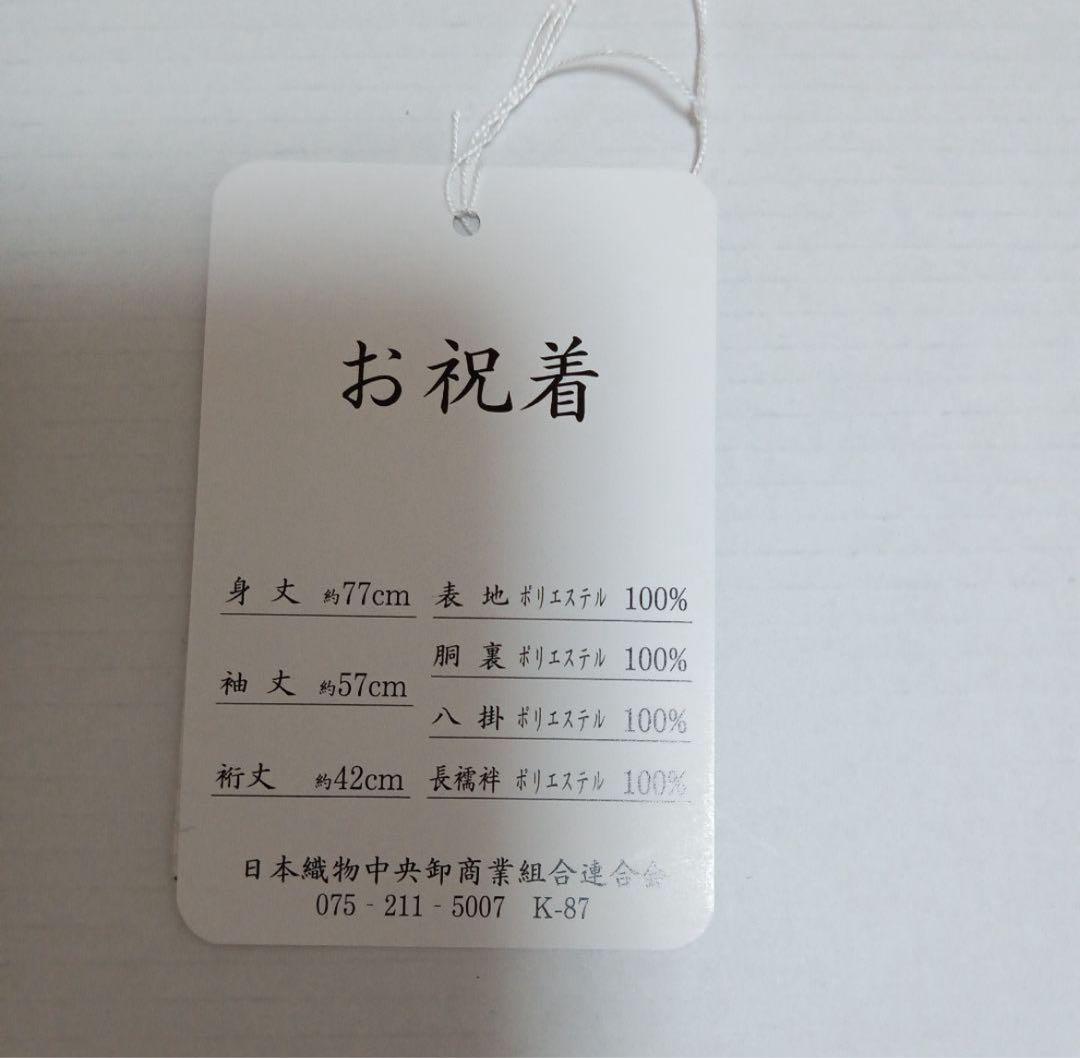 お祝着
身丈 約77cm
袖丈 約57cm
裄丈 約42cm
表地 ポリエステル 100%
胴裏 ポリエステル 100%
八掛 ポリエステル 100%
長襦袢 ポリエステル 100%
日本織物中央卸商業組合連合会
075-211-5007 K-87